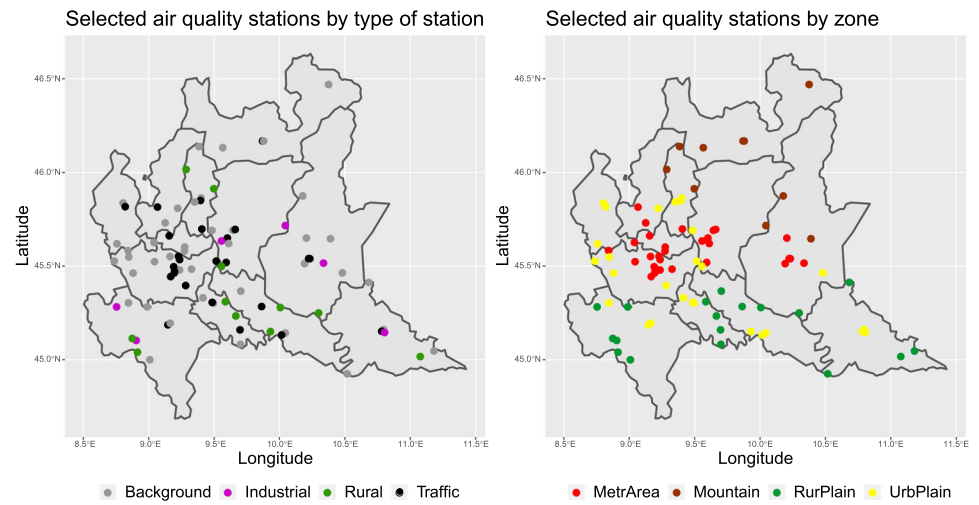 Selected air quality stations by type of station
Selected air quality stations by zone
Latitude
46.5°N
46.0°N
45.5°N
45.0°N
8.5°E 9.0°E 9.5°E 10.0°E 10.5°E 11.0°E 11.5°E
Longitude
Background Industrial Rural Traffic
Latitude
46.5°N
46.0°N
45.5°N
45.0°N
8.5°E 9.0°E 9.5°E 10.0°E 10.5°E 11.0°E 11.5°E
Longitude
MetrArea Mountain RurPlain UrbPlain